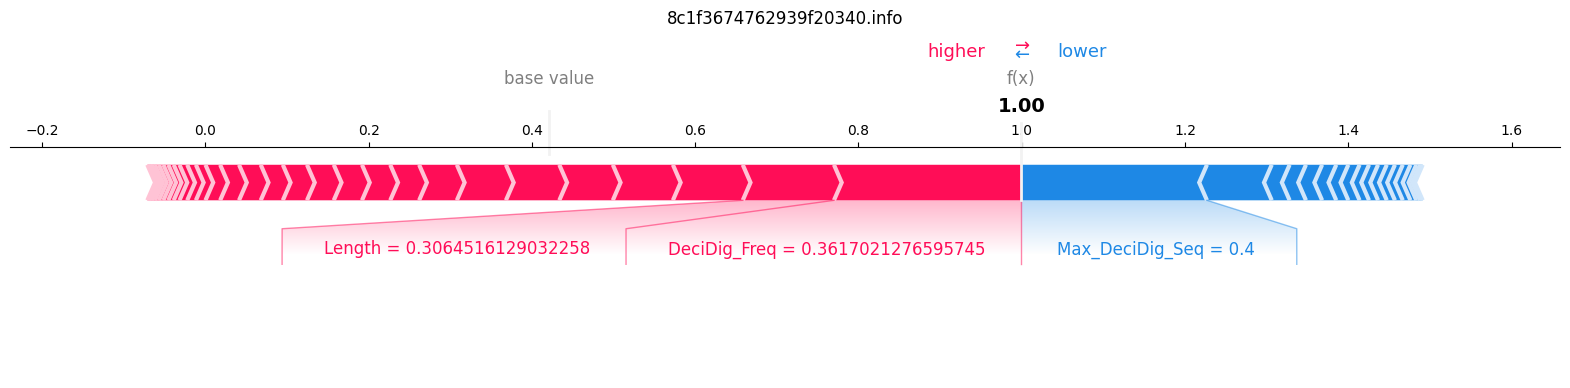 8c1f3674762939f20340.info
higher ⇄ lower
base value f(x)
1.00
−0.2 0.0 0.2 0.4 0.6 0.8 1.0 1.2 1.4 1.6
Length = 0.3064516129032258 DeciDig_Freq = 0.3617021276595745 Max_DeciDig_Seq = 0.4